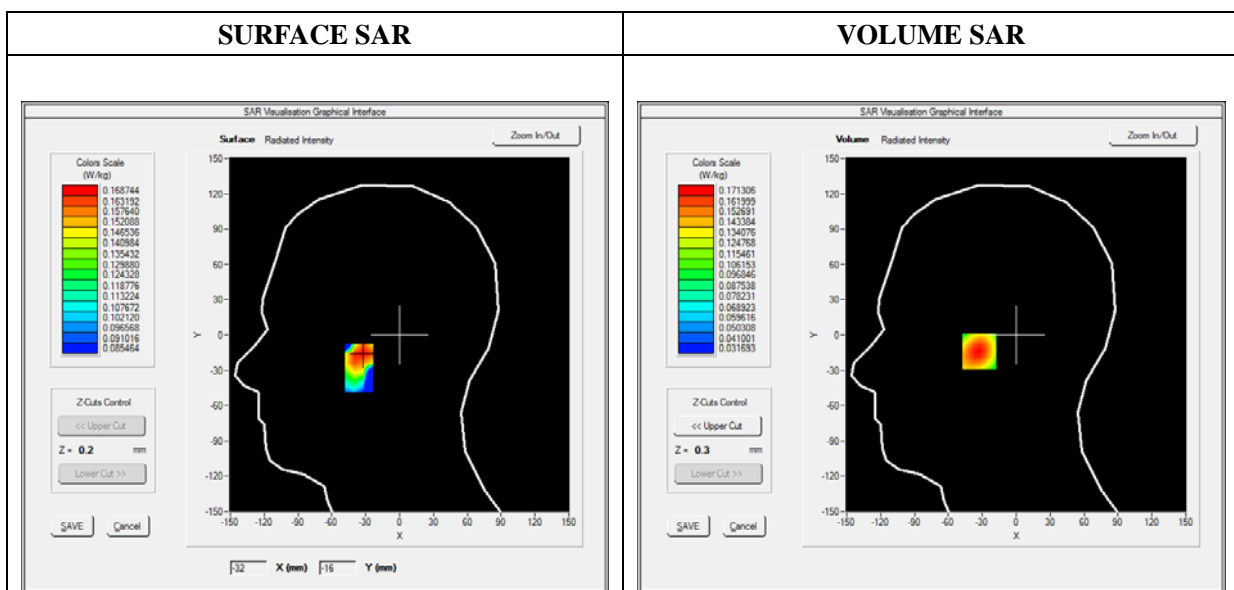 SURFACE SAR
VOLUME SAR
SAR Visualisation Graphical Interface
Surface Radiated Intensity
Zoom In/Out
Colors Scale
(W/kg)
0.168744
0.163192
0.157640
0.152088
0.146536
0.140984
0.135432
0.129880
0.124328
0.118776
0.113224
0.107672
0.102120
0.096568
0.091016
0.085464
Z-Cuts Control
<< Upper Cut
Z = 0.2 mm
Lower Cut >>
SAVE Cancel
150
120
90
60
30
0
-30
-60
-90
-120
-150
Y
-150 -120 -90 -60 -30 0 30 60 90 120 150
X
-32 X (mm) -16 Y (mm)
SAR Visualisation Graphical Interface
Volume Radiated Intensity
Zoom In/Out
Colors Scale
(W/kg)
0.171306
0.161999
0.152691
0.143384
0.134076
0.124768
0.115461
0.106153
0.096846
0.087538
0.078231
0.068923
0.059616
0.050308
0.041001
0.031693
Z-Cuts Control
<< Upper Cut
Z = 0.3 mm
Lower Cut >>
SAVE Cancel
150
120
90
60
30
0
-30
-60
-90
-120
-150
Y
-150 -120 -90 -60 -30 0 30 60 90 120 150
X